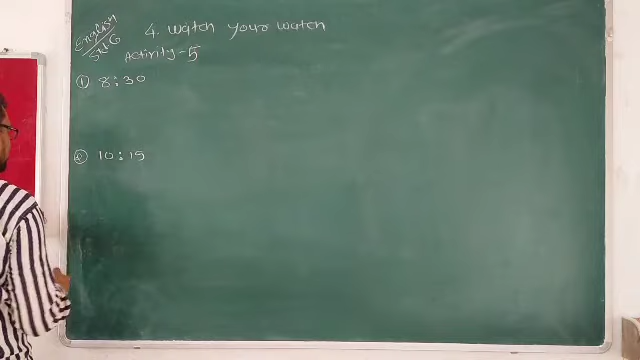 English
Std 6
4. Watch your watch
Activity-5
① 8:30
② 10:15